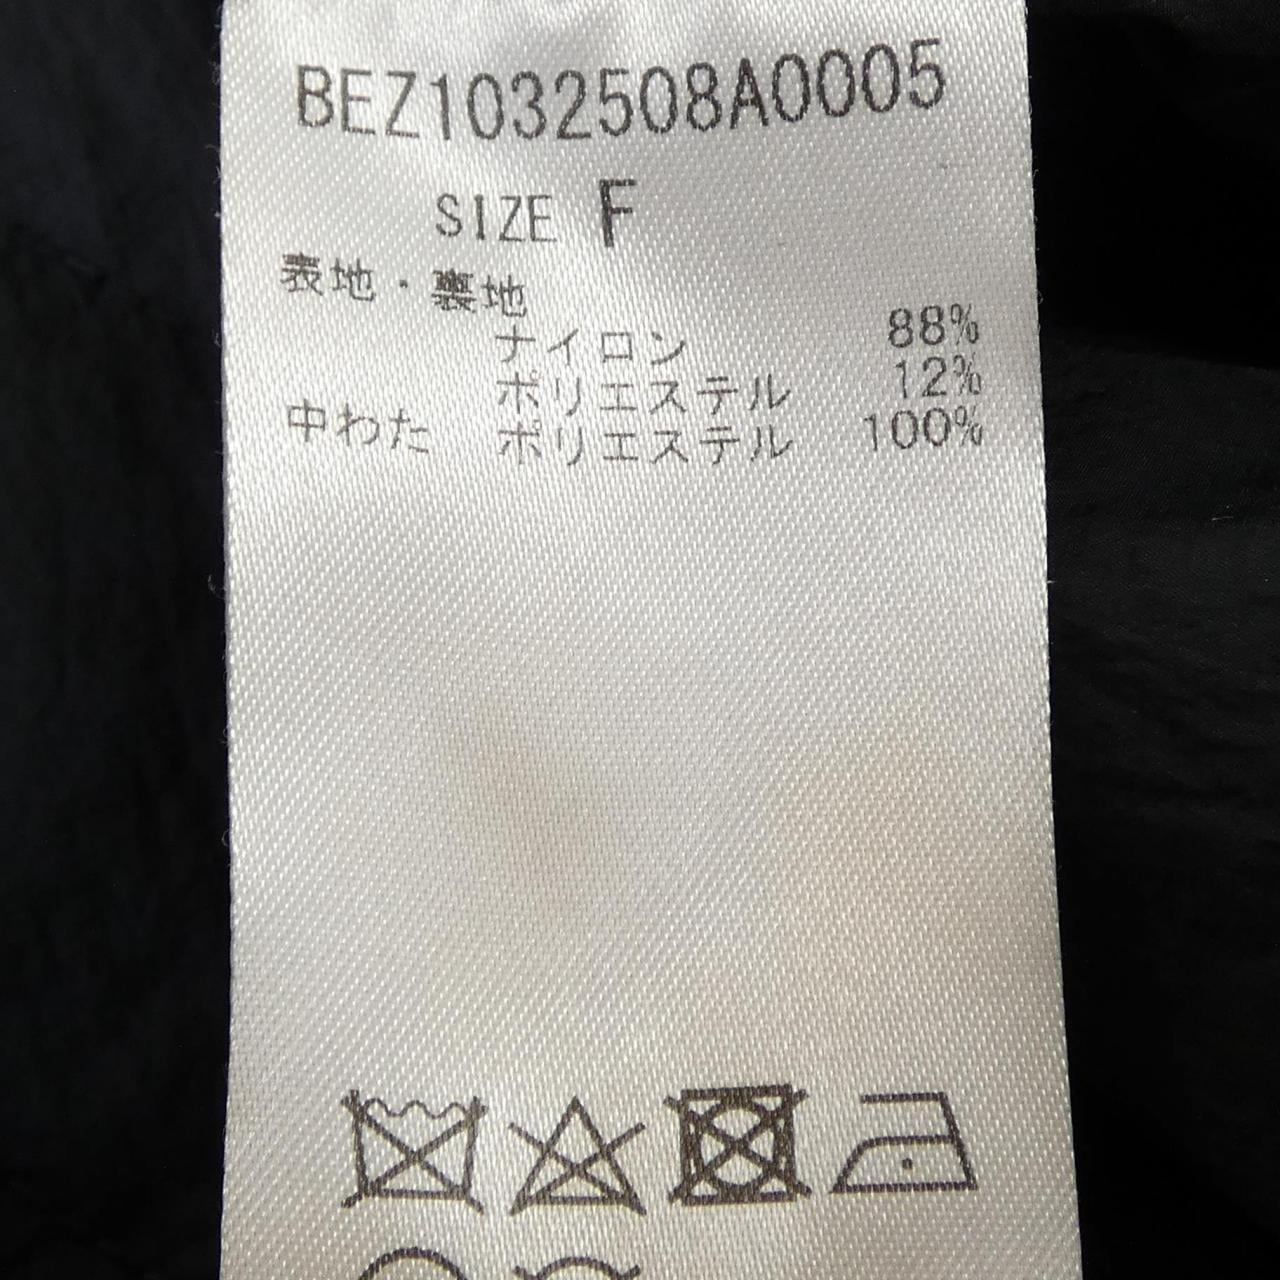 BEZ1032508A0005
SIZE F
表地・裏地
ナイロン 88%
ポリエステル 12%
中わた ポリエステル 100%